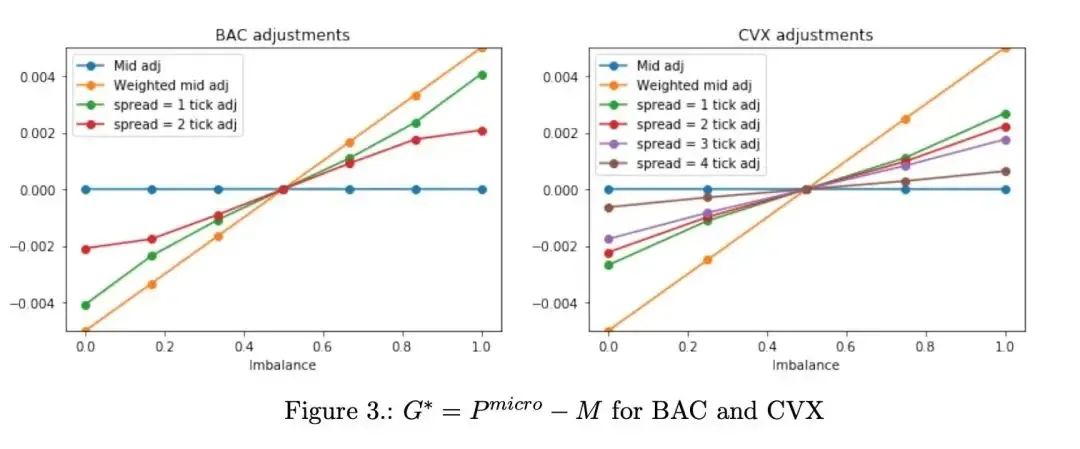 BAC adjustments
0.004
0.002
0.000
−0.002
−0.004
Mid adj
Weighted mid adj
spread = 1 tick adj
spread = 2 tick adj
0.0 0.2 0.4 0.6 0.8 1.0
Imbalance
CVX adjustments
0.004
0.002
0.000
−0.002
−0.004
Mid adj
Weighted mid adj
spread = 1 tick adj
spread = 2 tick adj
spread = 3 tick adj
spread = 4 tick adj
0.0 0.2 0.4 0.6 0.8 1.0
Imbalance
Figure 3.: G* = P^micro − M for BAC and CVX